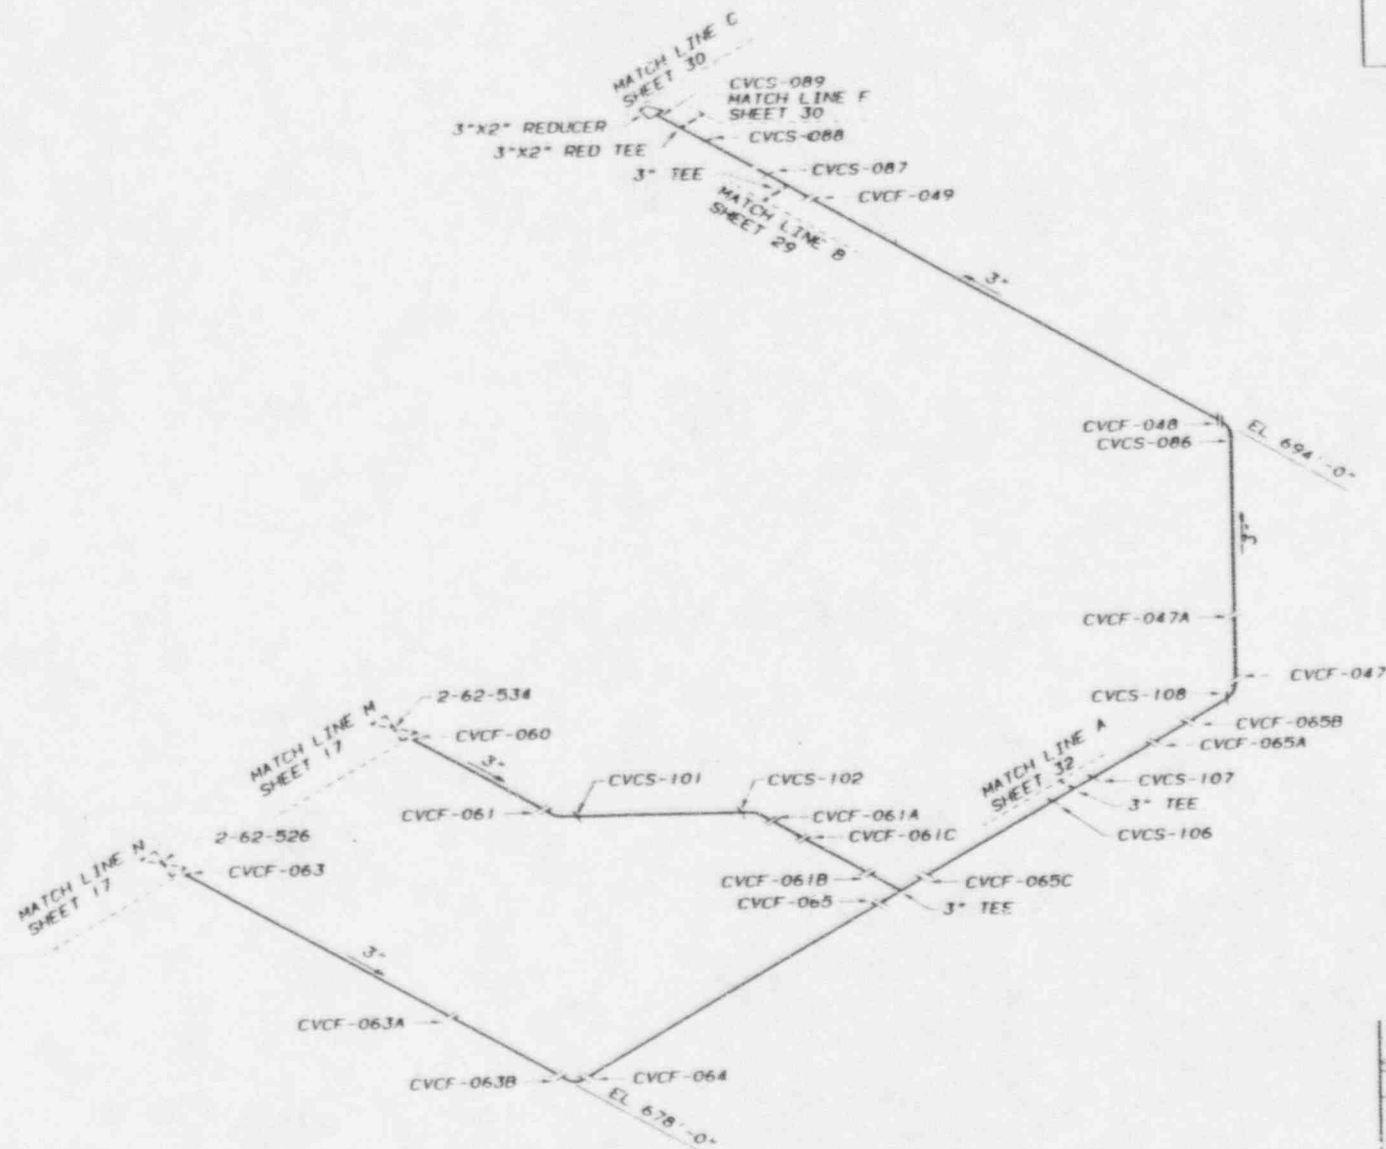 MATCH LINE C
SHEET 30
CVCS-089
MATCH LINE F
SHEET 30
3"X2" REDUCER
CVCS-088
3"X2" RED TEE
CVCS-087
3" TEE
CVCF-049
MATCH LINE B
SHEET 29
3"
CVCF-048
CVCS-086
EL 694'-0"
3"
CVCF-047A
CVCF-047
CVCS-108
CVCF-065B
CVCF-065A
MATCH LINE A
SHEET 32
CVCS-107
3" TEE
CVCS-106
2-62-534
MATCH LINE M
SHEET 17
CVCF-060
3"
CVCS-101
CVCS-102
CVCF-061
CVCF-061A
CVCF-061C
2-62-526
MATCH LINE N
SHEET 17
CVCF-063
CVCF-061B
CVCF-065C
CVCF-065
3" TEE
3"
CVCF-063A
CVCF-063B
CVCF-064
EL 678'-0"